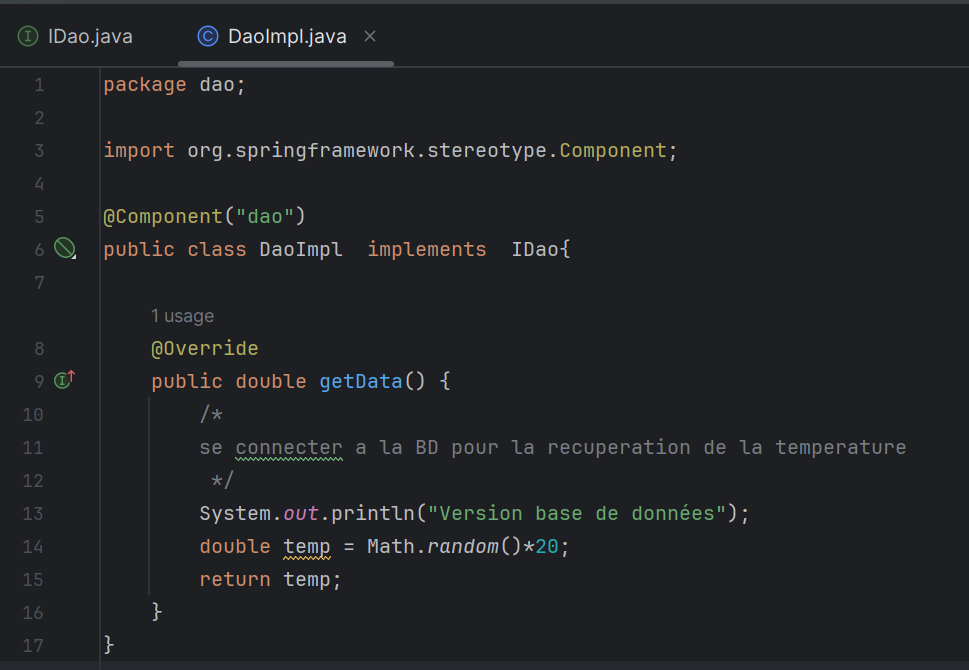 IDao.java DaoImpl.java
1 package dao;
2
3 import org.springframework.stereotype.Component;
4
5 @Component("dao")
6 public class DaoImpl  implements  IDao{
7
1 usage
8 @Override
9 public double getData() {
10 /*
11 se connecter a la BD pour la recuperation de la temperature
12 */
13 System.out.println("Version base de données");
14 double temp = Math.random()*20;
15 return temp;
16 }
17 }